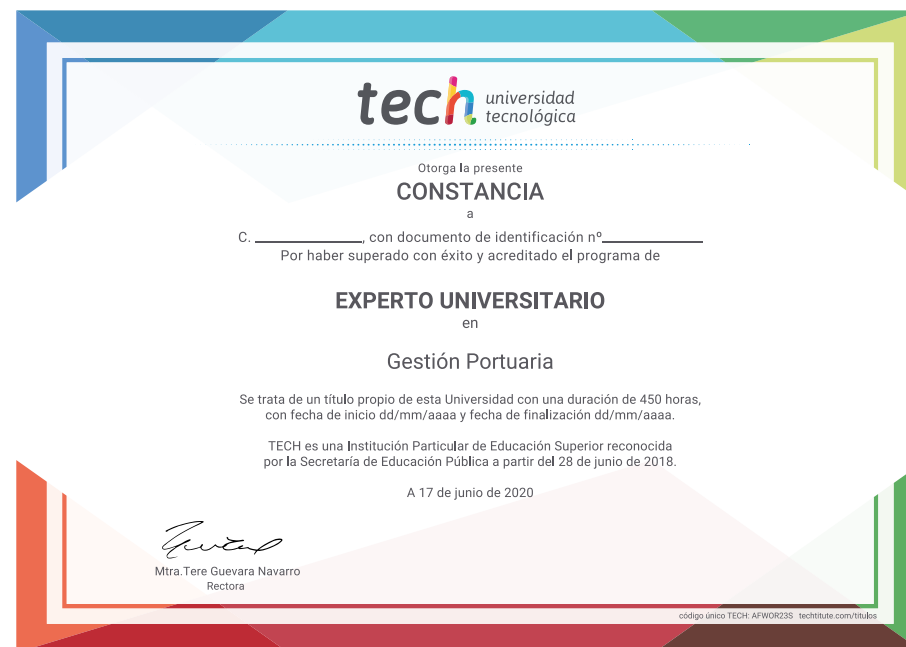 tech universidad
tecnológica
Otorga la presente
CONSTANCIA
a
C. ____________, con documento de identificación nº____________
Por haber superado con éxito y acreditado el programa de
EXPERTO UNIVERSITARIO
en
Gestión Portuaria
Se trata de un título propio de esta Universidad con una duración de 450 horas,
con fecha de inicio dd/mm/aaaa y fecha de finalización dd/mm/aaaa.
TECH es una Institución Particular de Educación Superior reconocida
por la Secretaría de Educación Pública a partir del 28 de junio de 2018.
A 17 de junio de 2020
Mtra.Tere Guevara Navarro
Rectora
código único TECH: AFWOR23S techtitute.com/titulos